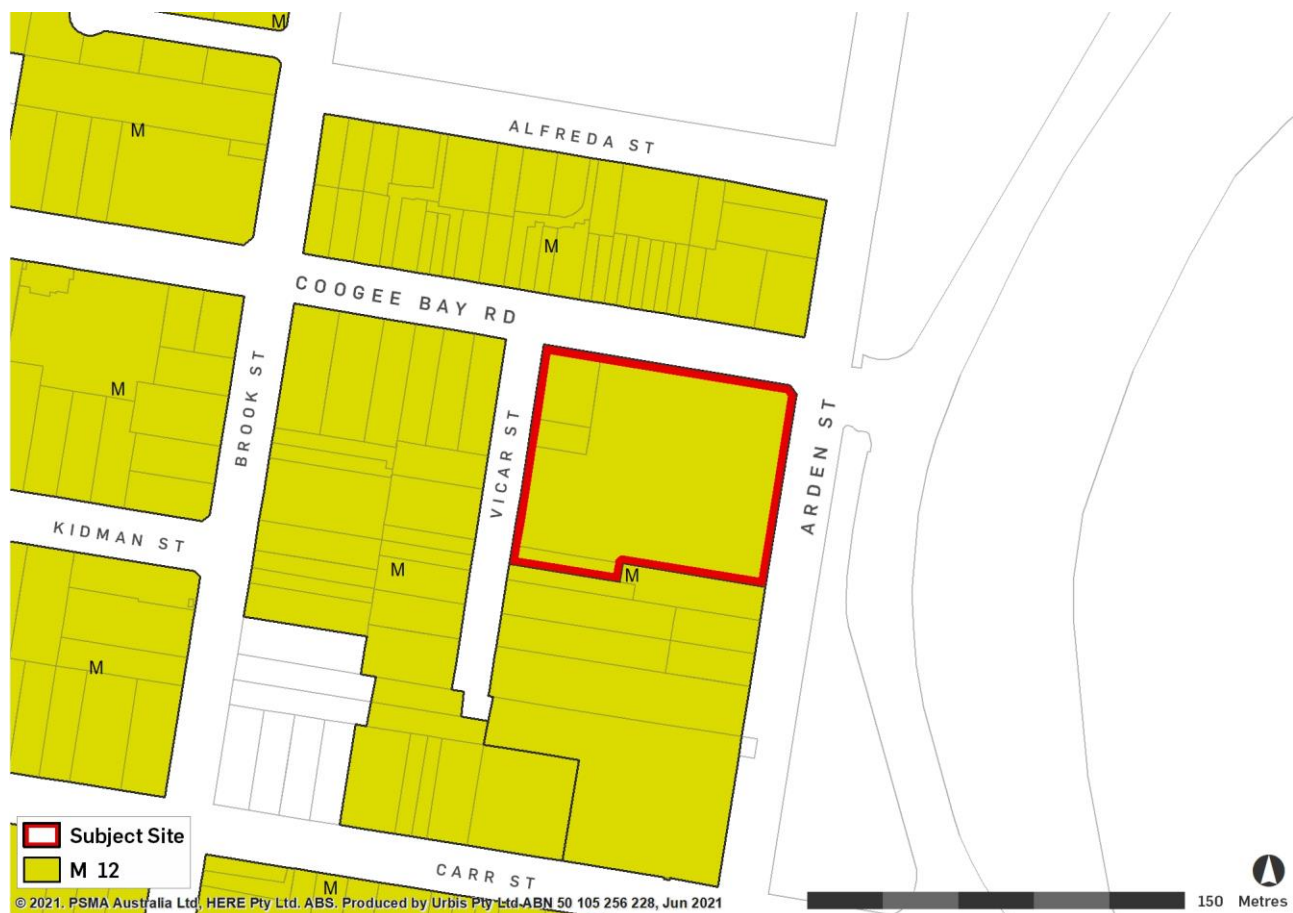 M
ALFREDA ST
M
M
COOGEE BAY RD
M
BROOK ST
VICAR ST
ARDEN ST
KIDMAN ST
M
M
M
Subject Site
M 12
CARR ST
M
© 2021. PSMA Australia Ltd, HERE Pty Ltd. ABS. Produced by Urbis Pty Ltd ABN 50 105 256 228, Jun 2021
150 Metres